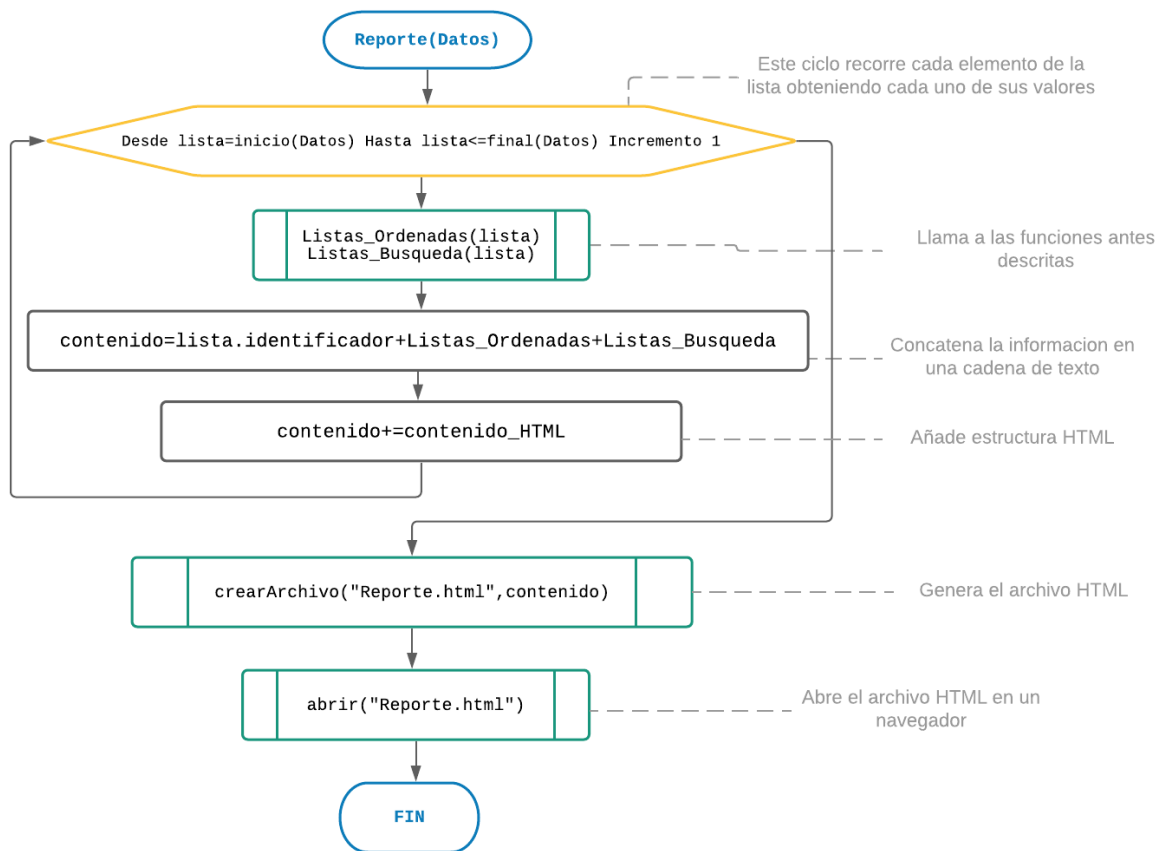 Reporte(Datos)
Este ciclo recorre cada elemento de la
lista obteniendo cada uno de sus valores
Desde lista=inicio(Datos) Hasta lista<=final(Datos) Incremento 1
Listas_Ordenadas(lista)
Listas_Busqueda(lista)
Llama a las funciones antes
descritas
contenido=lista.identificador+Listas_Ordenadas+Listas_Busqueda
Concatena la informacion en
una cadena de texto
contenido+=contenido_HTML
Añade estructura HTML
crearArchivo("Reporte.html",contenido)
Genera el archivo HTML
abrir("Reporte.html")
Abre el archivo HTML en un
navegador
FIN